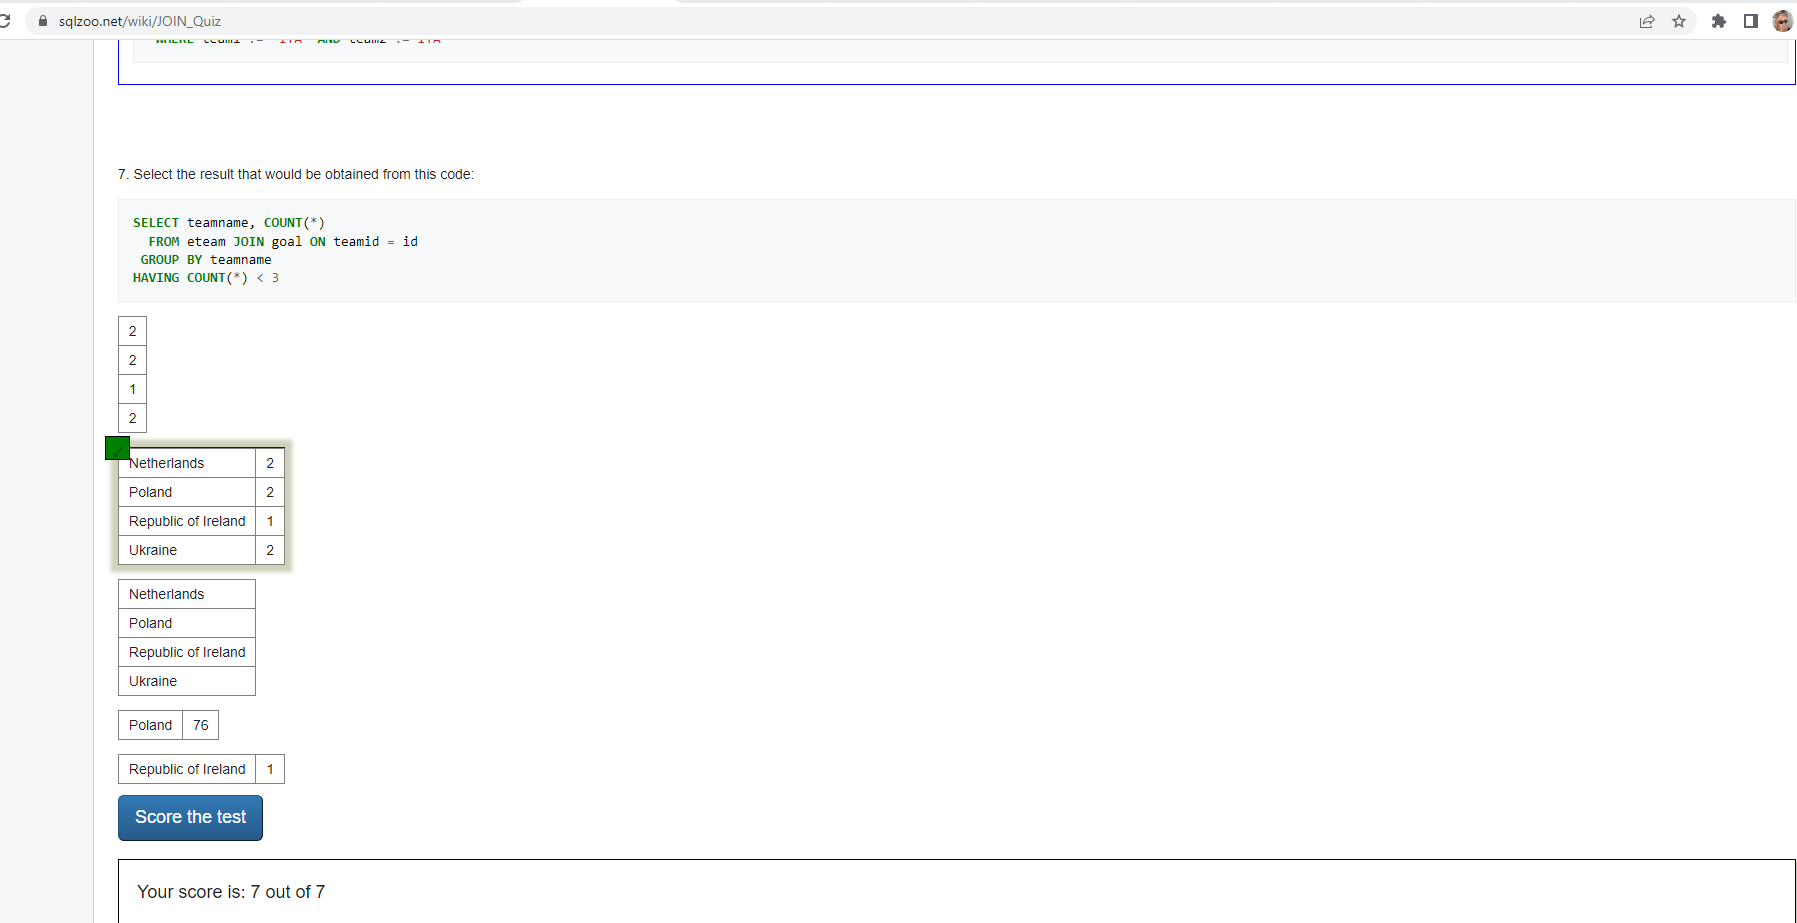 sqlzoo.net/wiki/JOIN_Quiz
7. Select the result that would be obtained from this code:
SELECT teamname, COUNT(*)
FROM eteam JOIN goal ON teamid = id
GROUP BY teamname
HAVING COUNT(*) < 3
2
2
1
2
Netherlands 2
Poland 2
Republic of Ireland 1
Ukraine 2
Netherlands
Poland
Republic of Ireland
Ukraine
Poland 76
Republic of Ireland 1
Score the test
Your score is: 7 out of 7